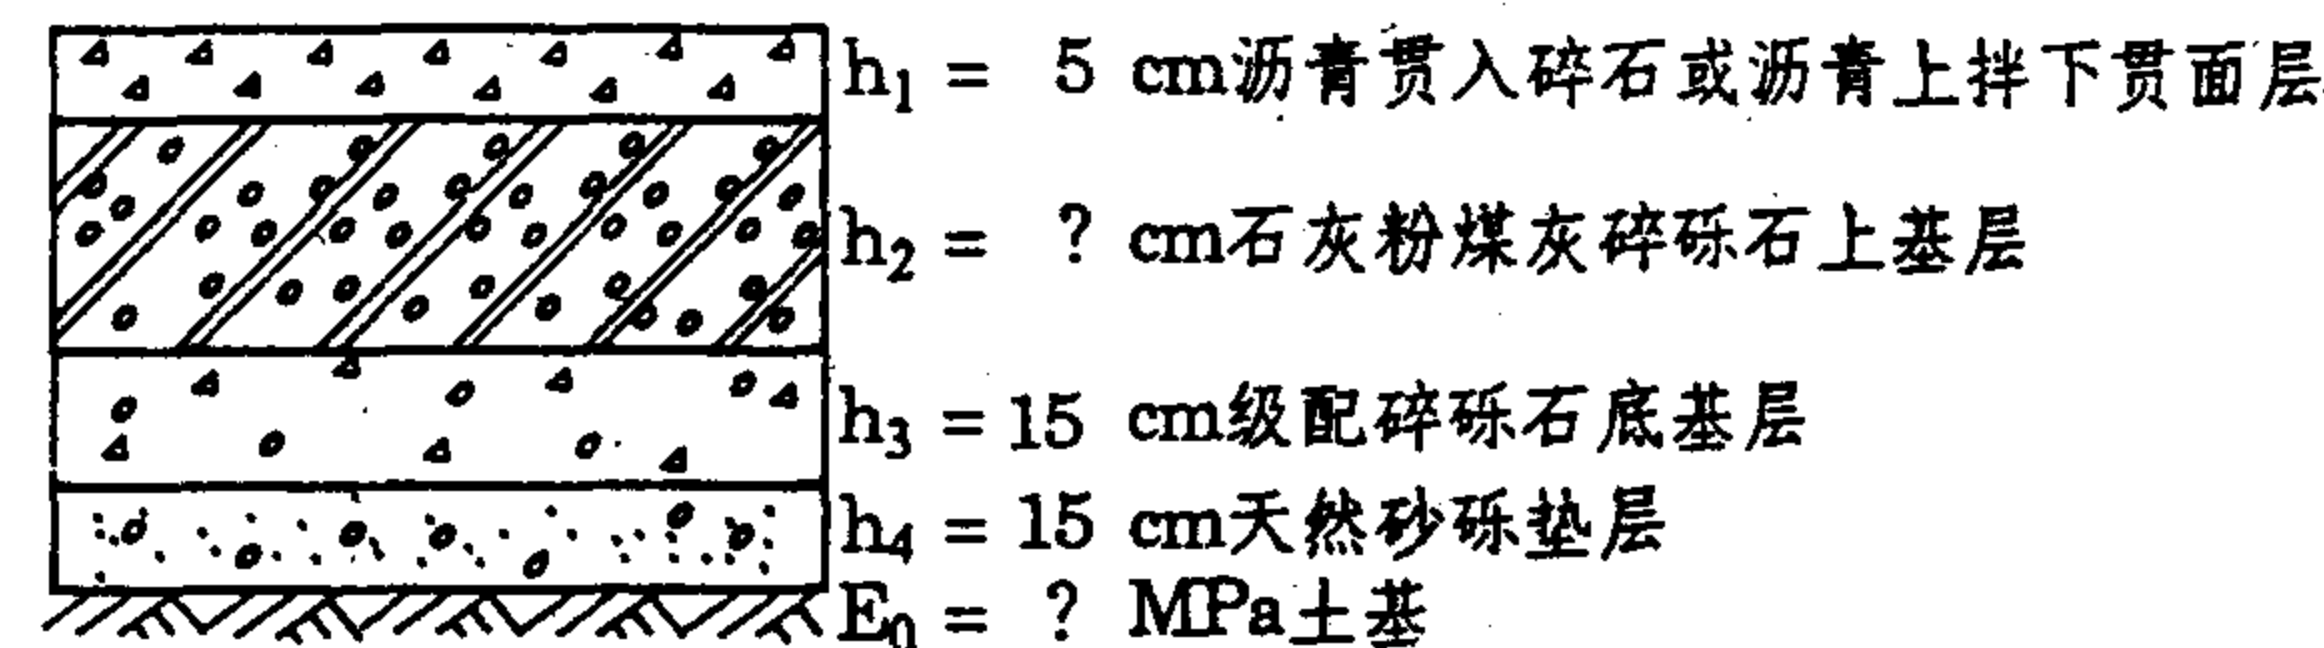 h₁ = 5 cm沥青贯入碎石或沥青上拌下贯面层
h₂ = ? cm石灰粉煤灰碎砾石上基层
h₃ = 15 cm级配碎砾石底基层
h₄ = 15 cm天然砂砾垫层
E₀ = ? MPa土基